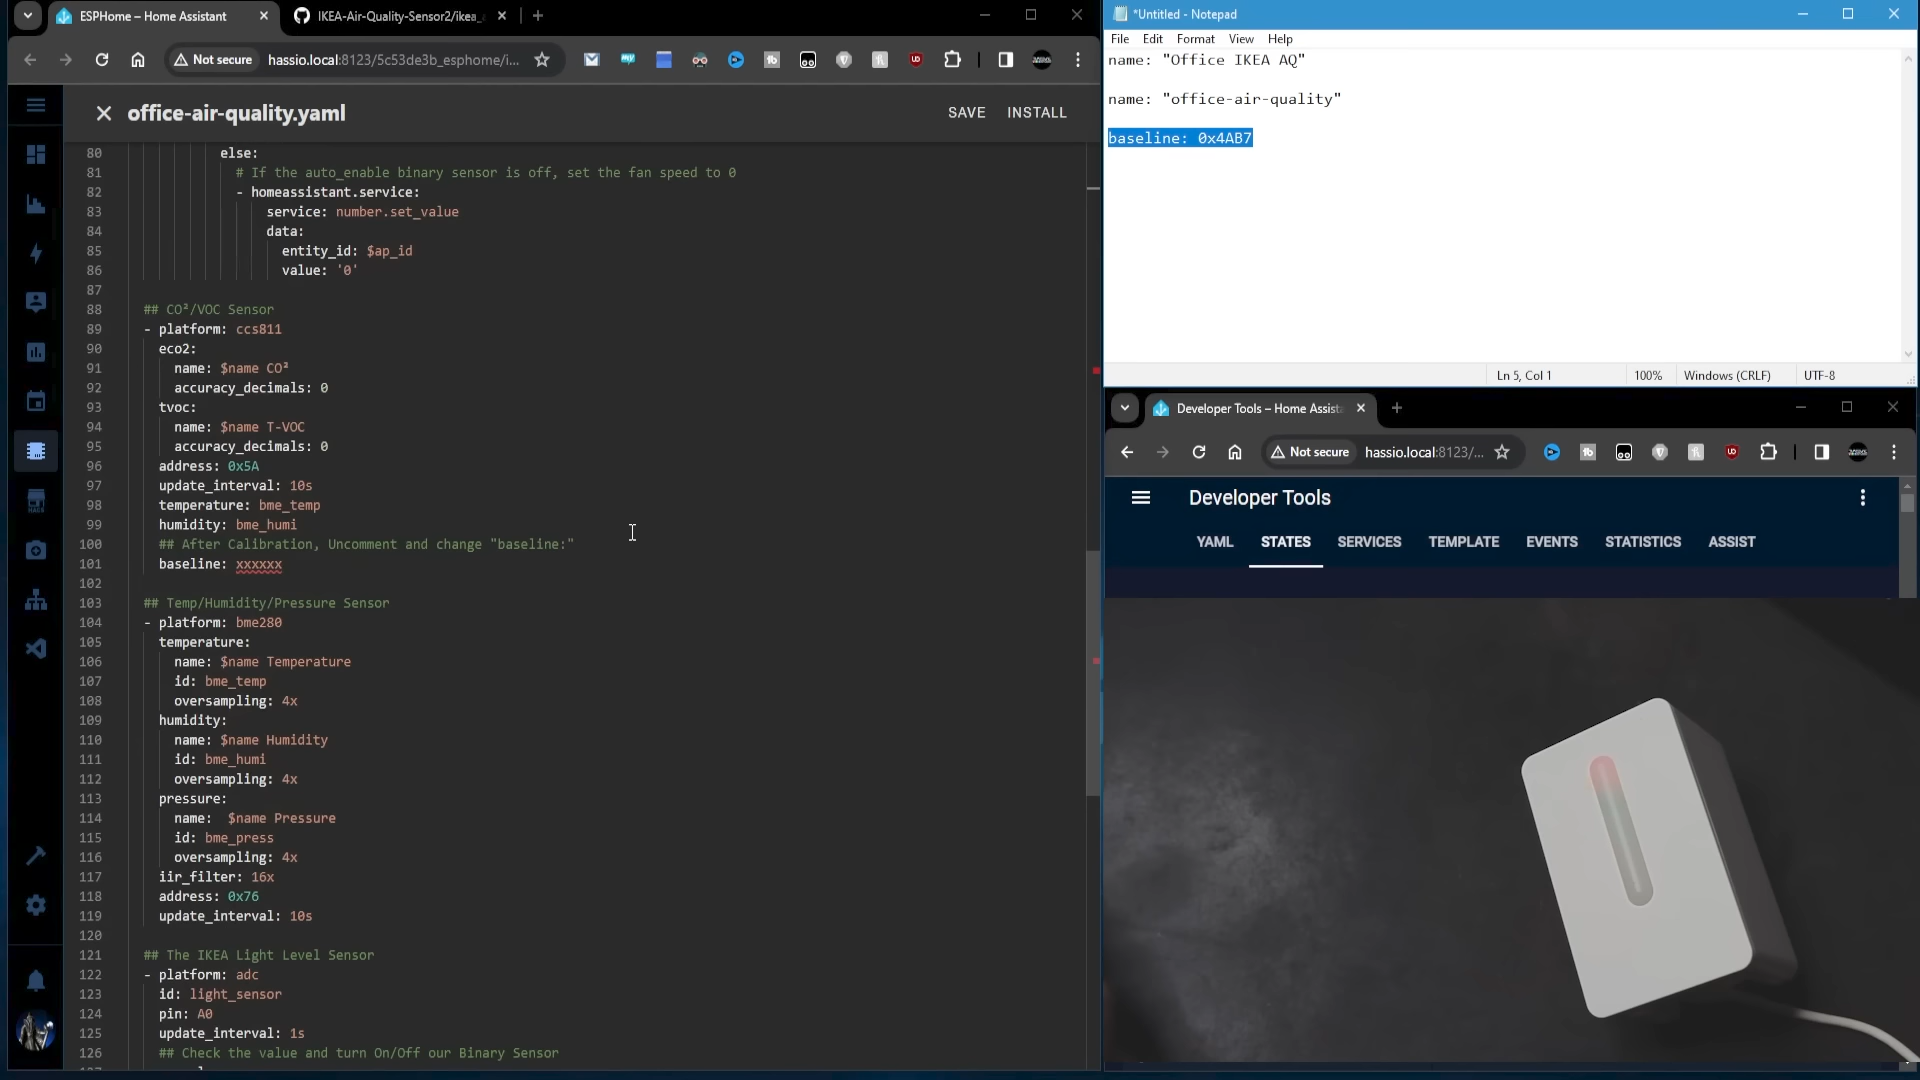 ESPHome – Home Assistant
IKEA-Air-Quality-Sensor2/ikea_
Not secure
hassio.local:8123/5c53de3b_esphome/i...
office-air-quality.yaml
SAVE
INSTALL
80 else:
81 # If the auto_enable binary sensor is off, set the fan speed to 0
82 - homeassistant.service:
83 service: number.set_value
84 data:
85 entity_id: $ap_id
86 value: '0'
87
88 ## CO²/VOC Sensor
89 - platform: ccs811
90 eco2:
91 name: $name CO²
92 accuracy_decimals: 0
93 tvoc:
94 name: $name T-VOC
95 accuracy_decimals: 0
96 address: 0x5A
97 update_interval: 10s
98 temperature: bme_temp
99 humidity: bme_humi
100 ## After Calibration, Uncomment and change "baseline:"
101 baseline: xxxxxx
102
103 ## Temp/Humidity/Pressure Sensor
104 - platform: bme280
105 temperature:
106 name: $name Temperature
107 id: bme_temp
108 oversampling: 4x
109 humidity:
110 name: $name Humidity
111 id: bme_humi
112 oversampling: 4x
113 pressure:
114 name:  $name Pressure
115 id: bme_press
116 oversampling: 4x
117 iir_filter: 16x
118 address: 0x76
119 update_interval: 10s
120
121 ## The IKEA Light Level Sensor
122 - platform: adc
123 id: light_sensor
124 pin: A0
125 update_interval: 1s
126 ## Check the value and turn On/Off our Binary Sensor
*Untitled - Notepad
File Edit Format View Help
name: "Office IKEA AQ"
name: "office-air-quality"
baseline: 0x4AB7
Ln 5, Col 1
100%
Windows (CRLF)
UTF-8
Developer Tools – Home Assist
Not secure
hassio.local:8123/...
Developer Tools
YAML STATES SERVICES TEMPLATE EVENTS STATISTICS ASSIST